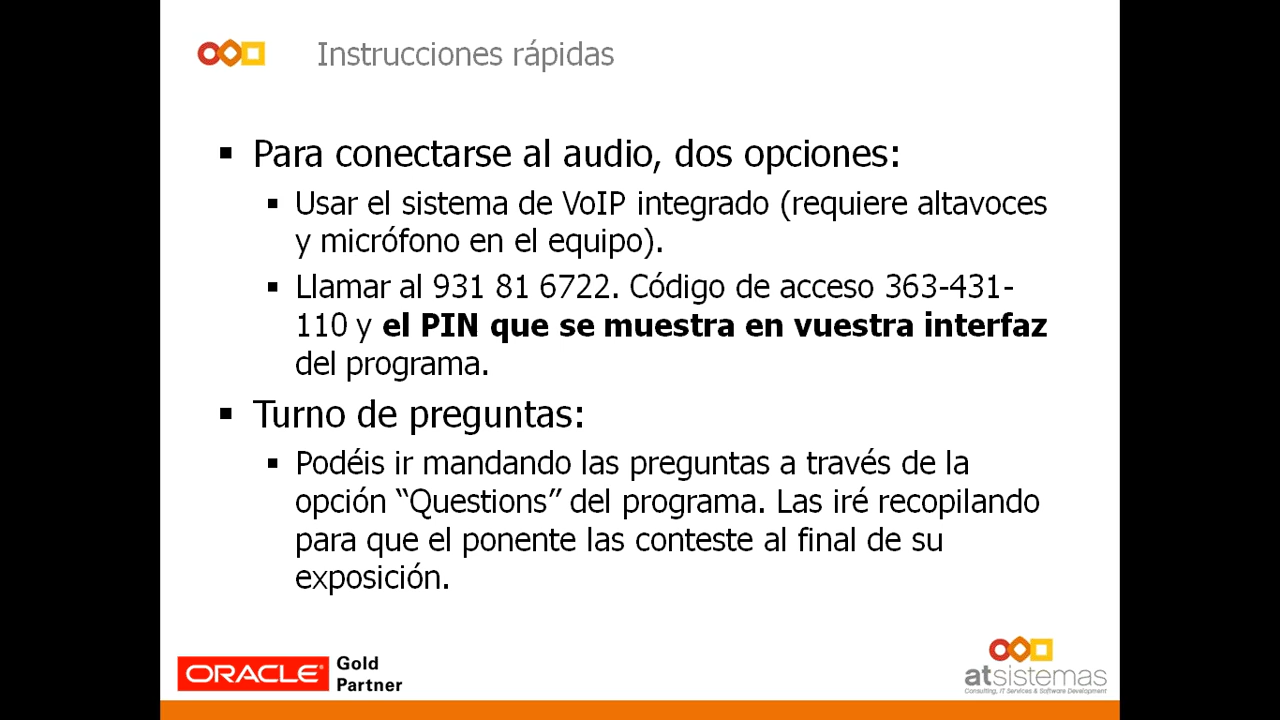 Instrucciones rápidas
▪ Para conectarse al audio, dos opciones:
▪ Usar el sistema de VoIP integrado (requiere altavoces
y micrófono en el equipo).
▪ Llamar al 931 81 6722. Código de acceso 363-431-
110 y el PIN que se muestra en vuestra interfaz
del programa.
▪ Turno de preguntas:
▪ Podéis ir mandando las preguntas a través de la
opción “Questions” del programa. Las iré recopilando
para que el ponente las conteste al final de su
exposición.
ORACLE® Gold
Partner
atsistemas
Consulting, IT Services & Software Development